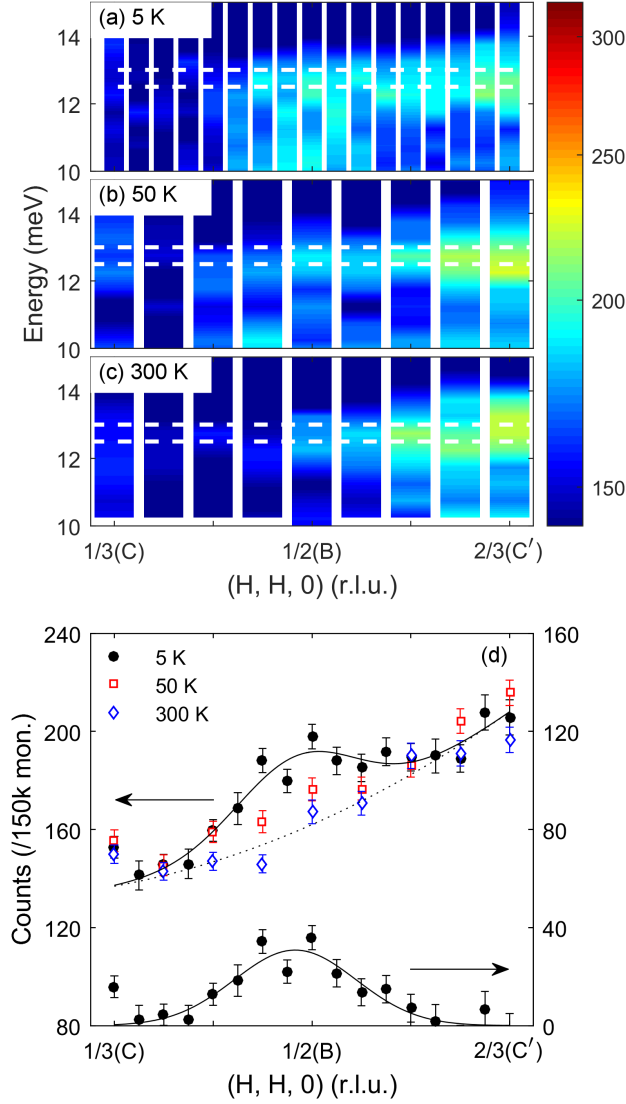 (a) 5 K
14
12
10
(b) 50 K
14
12
10
(c) 300 K
14
12
10
Energy (meV)
300
250
200
150
1/3(C)
1/2(B)
2/3(C′)
(H, H, 0) (r.l.u.)
240
200
160
120
80
Counts (/150k mon.)
5 K
50 K
300 K
(d)
160
120
80
40
0
1/3(C)
1/2(B)
2/3(C′)
(H, H, 0) (r.l.u.)